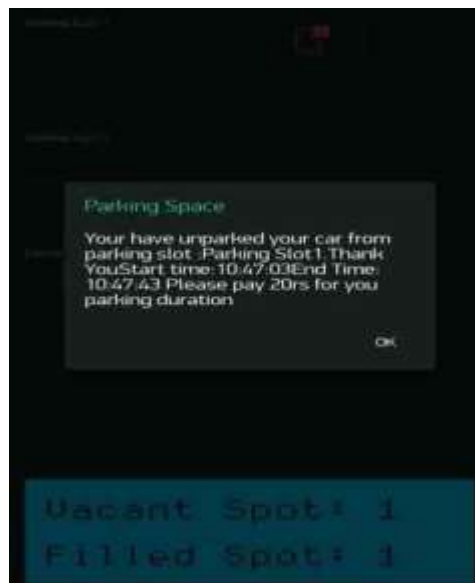 Parking Space
Your have unparked your car from
parking slot :Parking Slot1.Thank
YouStart time:10:47:03End Time:
10:47:43 Please pay 20rs for you
parking duration
OK
Vacant Spot: 1
Filled Spot: 1